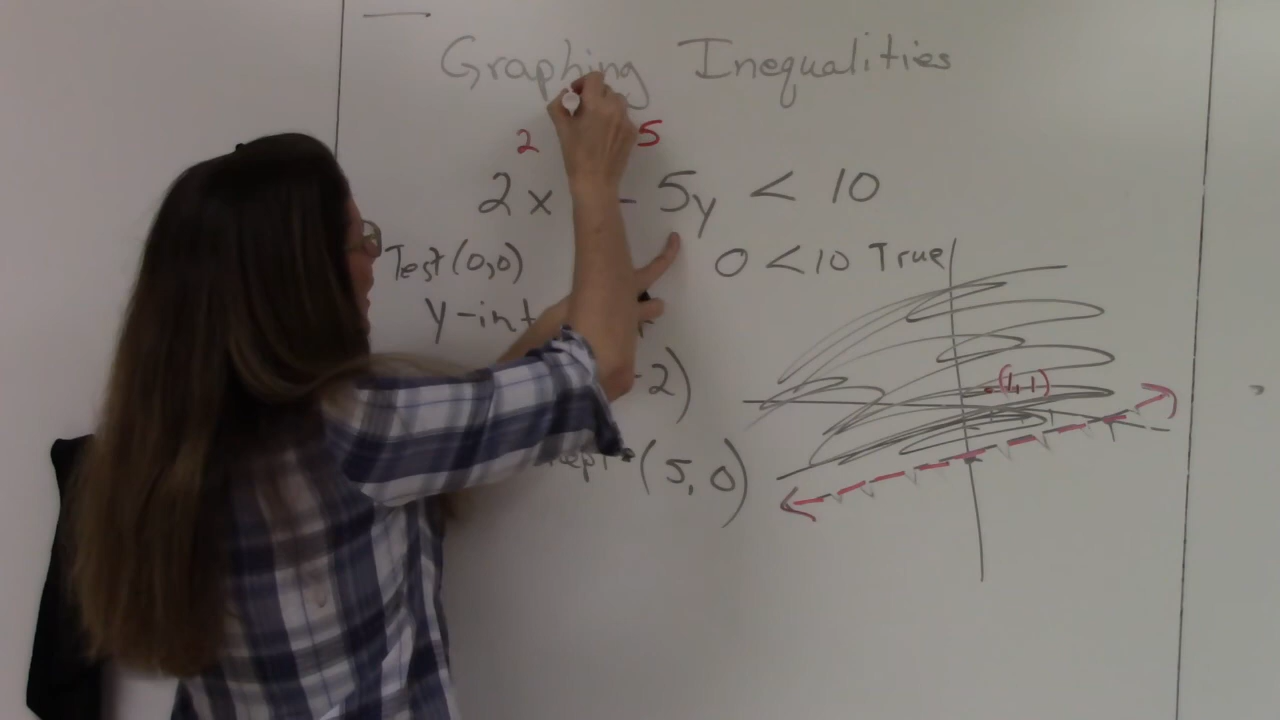 Graphing Inequalities
2 5
2x - 5y < 10
Test (0,0) 0 < 10 True
y-int
-2)
(5, 0)
(1,1)